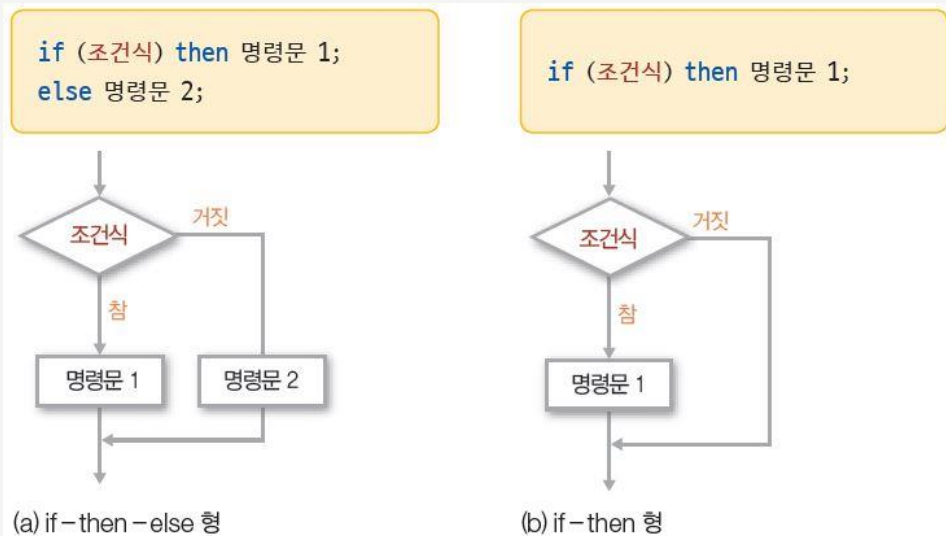 if (조건식) then 명령문 1;
else 명령문 2;
조건식
거짓
참
명령문 1
명령문 2
(a) if-then-else 형
if (조건식) then 명령문 1;
조건식
거짓
참
명령문 1
(b) if-then 형